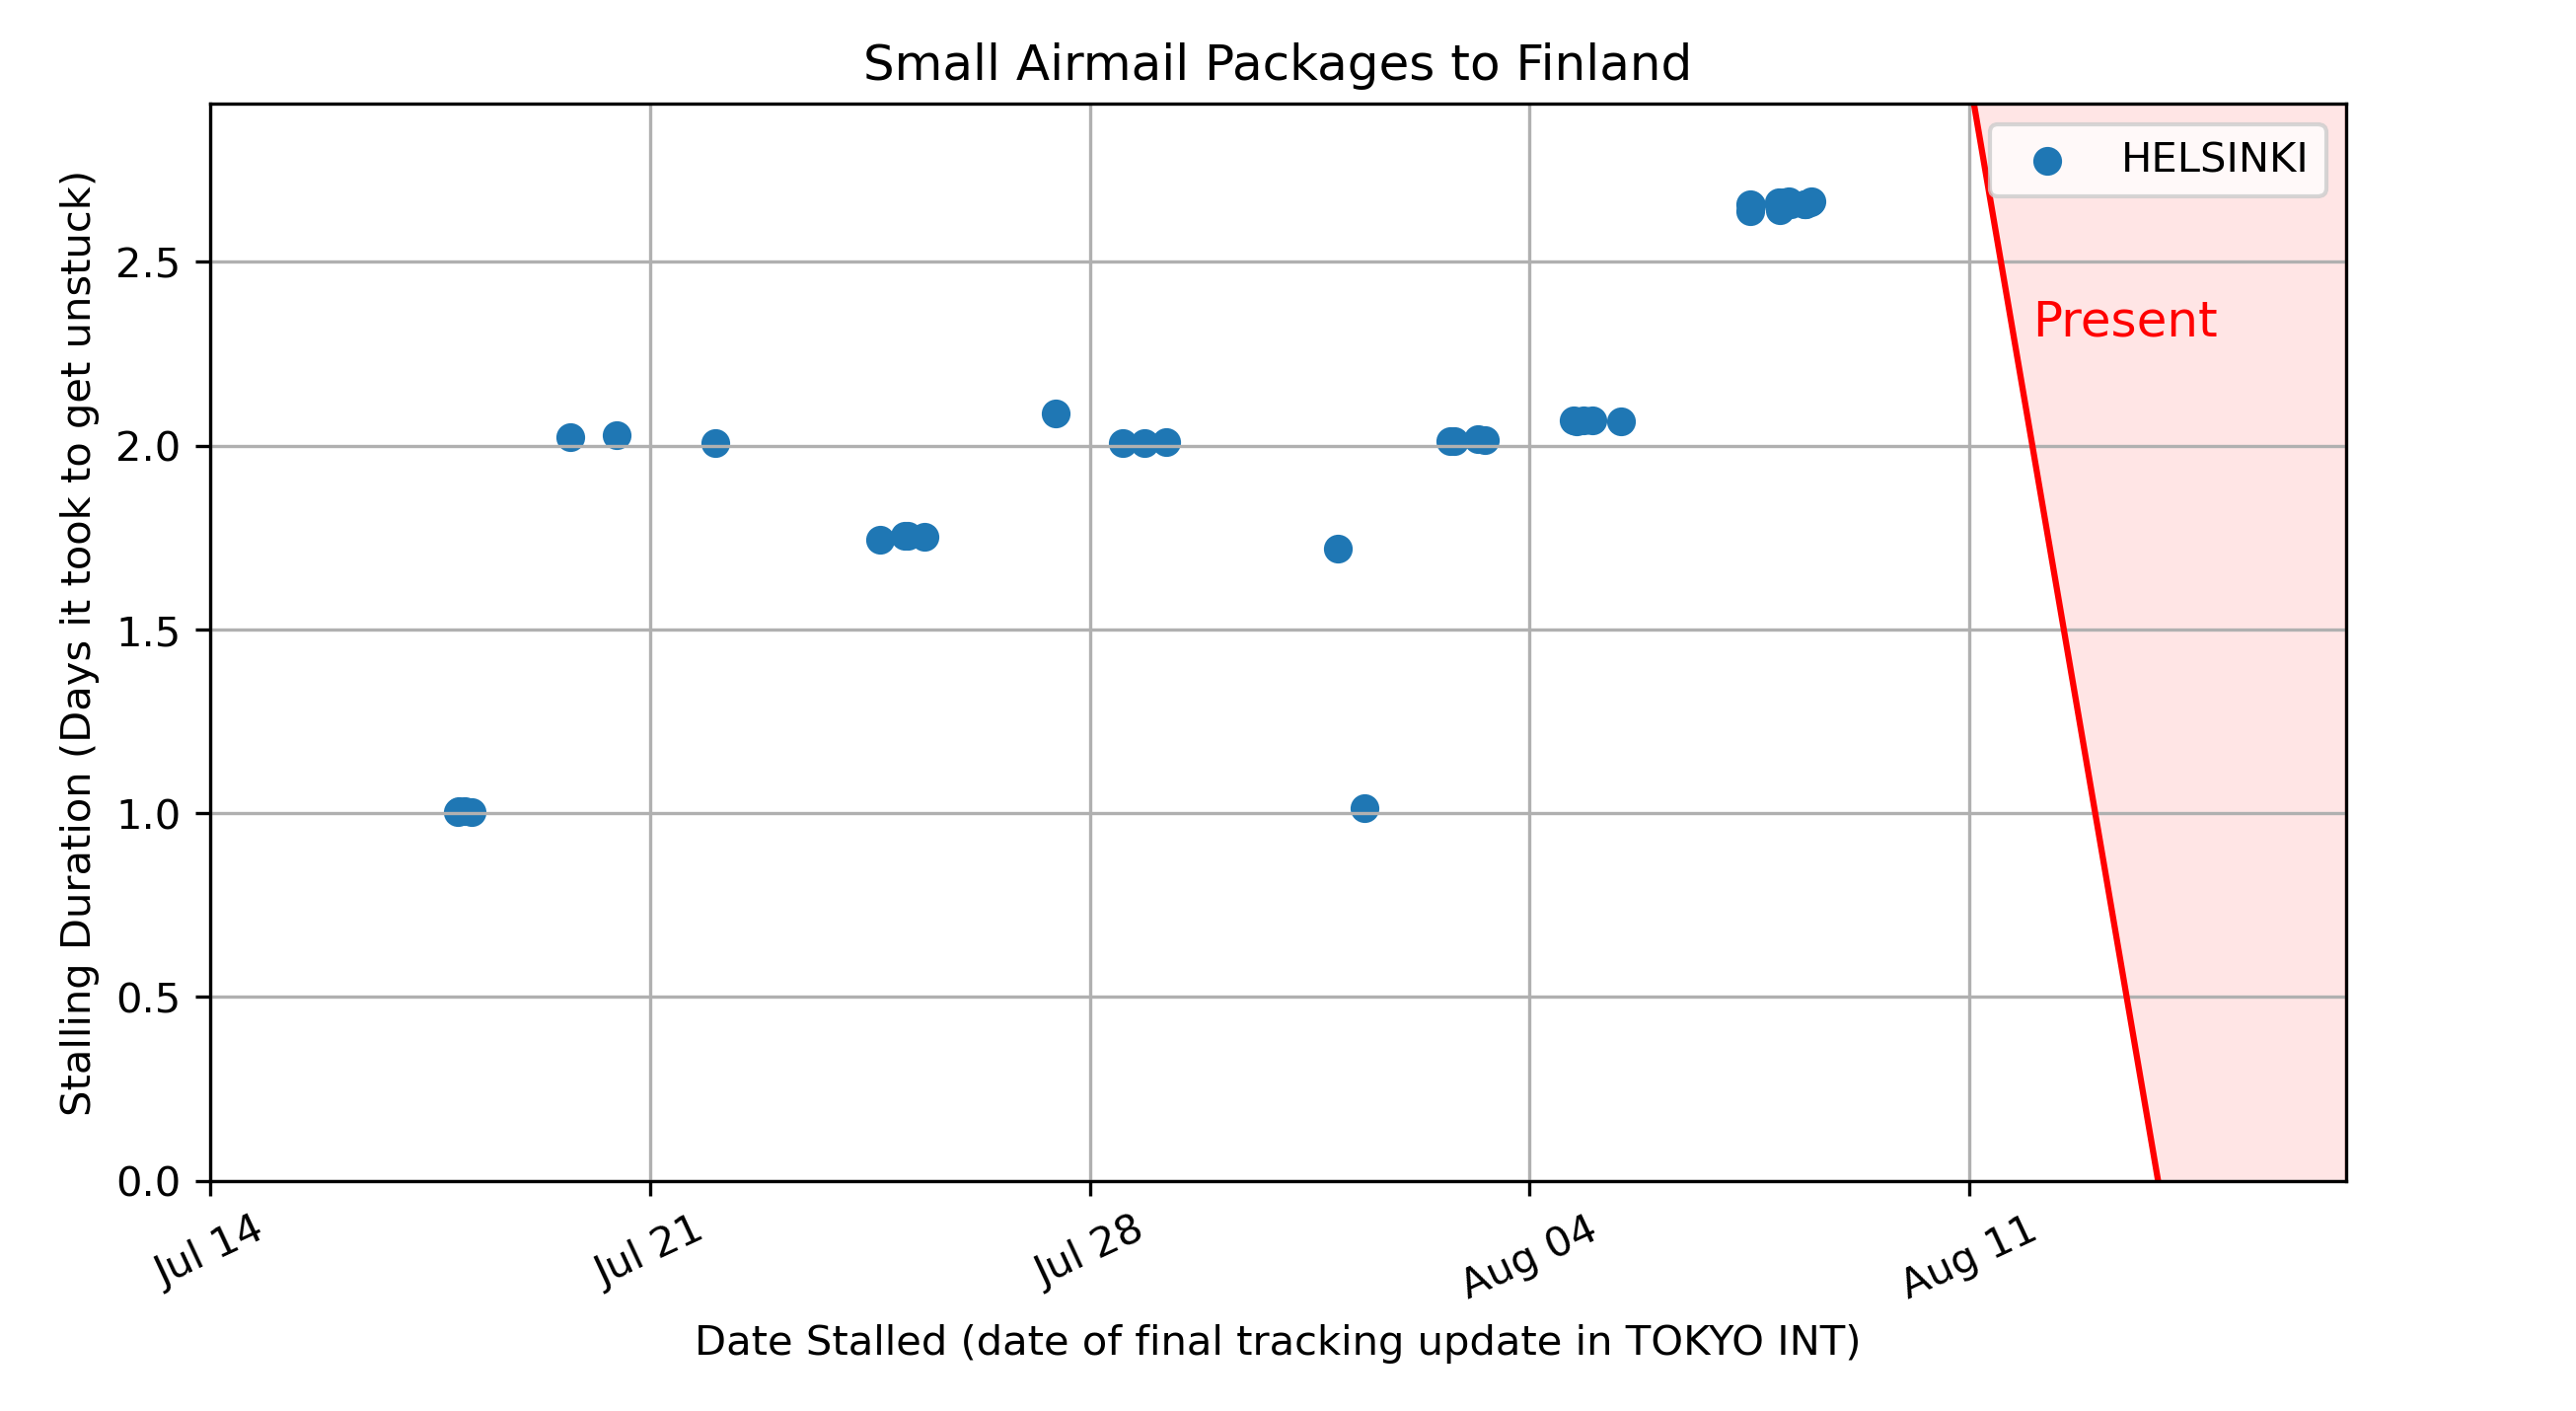 Small Airmail Packages to Finland
HELSINKI
Present
Stalling Duration (Days it took to get unstuck)
2.5
2.0
1.5
1.0
0.5
0.0
Jul 14
Jul 21
Jul 28
Aug 04
Aug 11
Date Stalled (date of final tracking update in TOKYO INT)